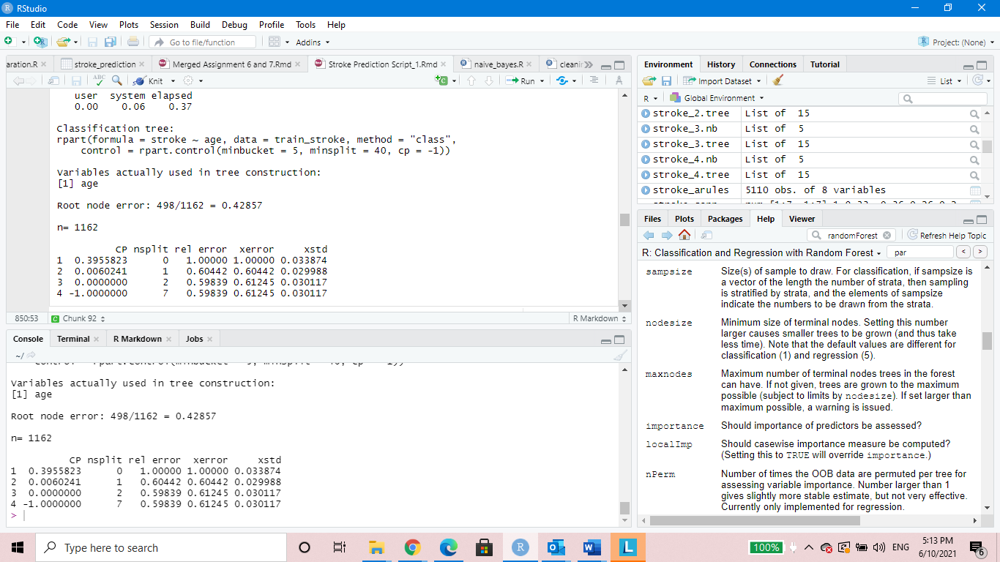 RStudio
File Edit Code View Plots Session Build Debug Profile Tools Help
Go to file/function
Addins
Project: (None)
aration.R
stroke_prediction
Merged Assignment 6 and 7.Rmd
Stroke Prediction Script_1.Rmd
naive_bayes.R
cleanin
ABC
Knit
Run
user system elapsed
0.00 0.06 0.37
Classification tree:
rpart(formula = stroke ~ age, data = train_stroke, method = "class",
control = rpart.control(minbucket = 5, minsplit = 40, cp = -1))
Variables actually used in tree construction:
[1] age
Root node error: 498/1162 = 0.42857
n= 1162
CP nsplit rel error xerror xstd
1 0.3955823 0 1.00000 1.00000 0.033874
2 0.0060241 1 0.60442 0.60442 0.029988
3 0.0000000 2 0.59839 0.61245 0.030117
4 -1.0000000 7 0.59839 0.61245 0.030117
850:53
Chunk 92
R Markdown
Console
Terminal
R Markdown
Jobs
~/
Variables actually used in tree construction:
[1] age
Root node error: 498/1162 = 0.42857
n= 1162
CP nsplit rel error xerror xstd
1 0.3955823 0 1.00000 1.00000 0.033874
2 0.0060241 1 0.60442 0.60442 0.029988
3 0.0000000 2 0.59839 0.61245 0.030117
4 -1.0000000 7 0.59839 0.61245 0.030117
>
Environment History Connections Tutorial
Import Dataset
List
R
Global Environment
stroke_2.tree List of 15
stroke_3.nb List of 5
stroke_3.tree List of 15
stroke_4.nb List of 5
stroke_4.tree List of 15
stroke_arules 5110 obs. of 8 variables
Files Plots Packages Help Viewer
randomForest
Refresh Help Topic
R: Classification and Regression with Random Forest
par
sampsize Size(s) of sample to draw. For classification, if sampsize is
a vector of the length the number of strata, then sampling
is stratified by strata, and the elements of sampsize
indicate the numbers to be drawn from the strata.
nodesize Minimum size of terminal nodes. Setting this number
larger causes smaller trees to be grown (and thus take
less time). Note that the default values are different for
classification (1) and regression (5).
maxnodes Maximum number of terminal nodes trees in the forest
can have. If not given, trees are grown to the maximum
possible (subject to limits by nodesize). If set larger than
maximum possible, a warning is issued.
importance Should importance of predictors be assessed?
localImp Should casewise importance measure be computed?
(Setting this to TRUE will override importance.)
nPerm Number of times the OOB data are permuted per tree for
assessing variable importance. Number larger than 1
gives slightly more stable estimate, but not very effective.
Currently only implemented for regression.
Type here to search
100%
ENG
5:13 PM
6/10/2021
6